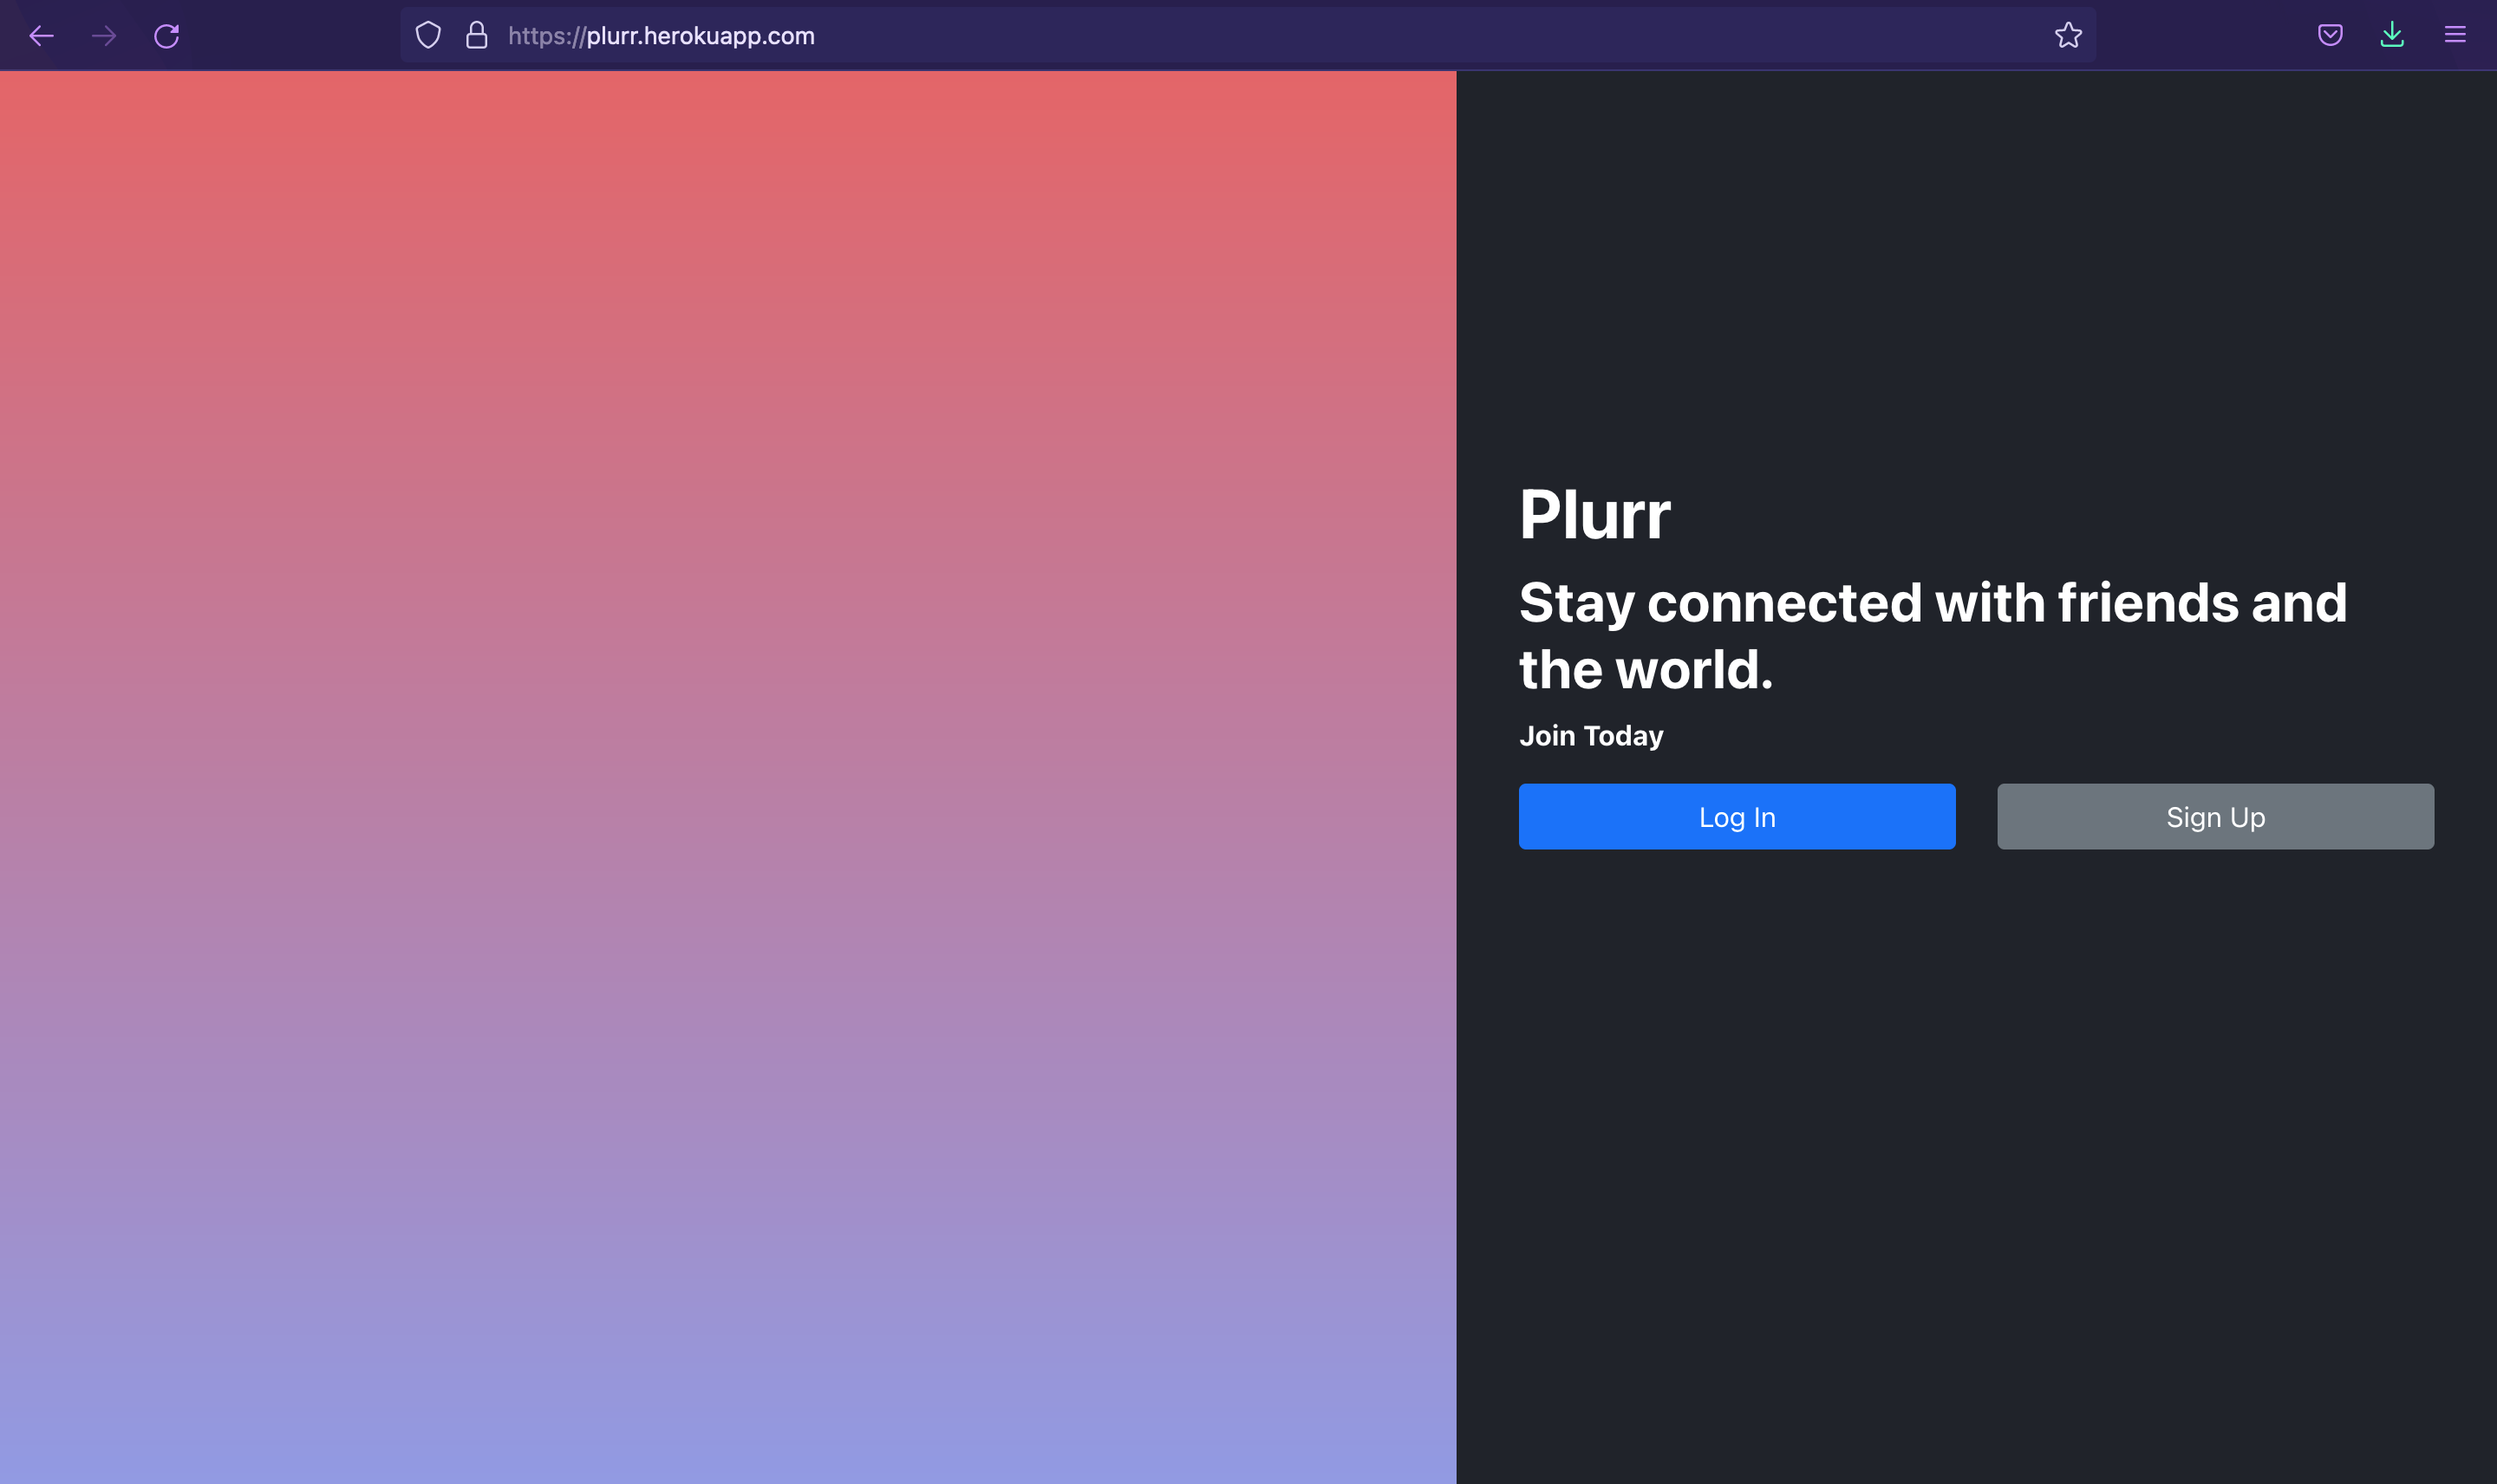 https://plurr.herokuapp.com
Plurr
Stay connected with friends and
the world.
Join Today
Log In
Sign Up